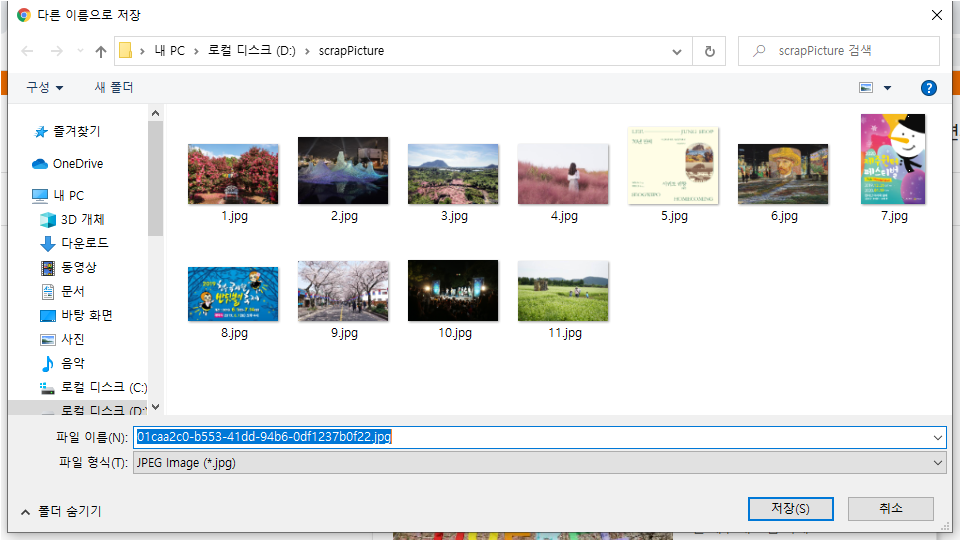 다른 이름으로 저장
내 PC > 로컬 디스크 (D:) > scrapPicture
scrapPicture 검색
구성
새 폴더
즐겨찾기
OneDrive
내 PC
3D 개체
다운로드
동영상
문서
바탕 화면
사진
음악
로컬 디스크 (C:)
로컬 디스크 (D:)
1.jpg
2.jpg
3.jpg
4.jpg
5.jpg
6.jpg
7.jpg
8.jpg
9.jpg
10.jpg
11.jpg
파일 이름(N):
01caa2c0-b553-41dd-94b6-0df1237b0f22.jpg
파일 형식(T):
JPEG Image (*.jpg)
폴더 숨기기
저장(S)
취소